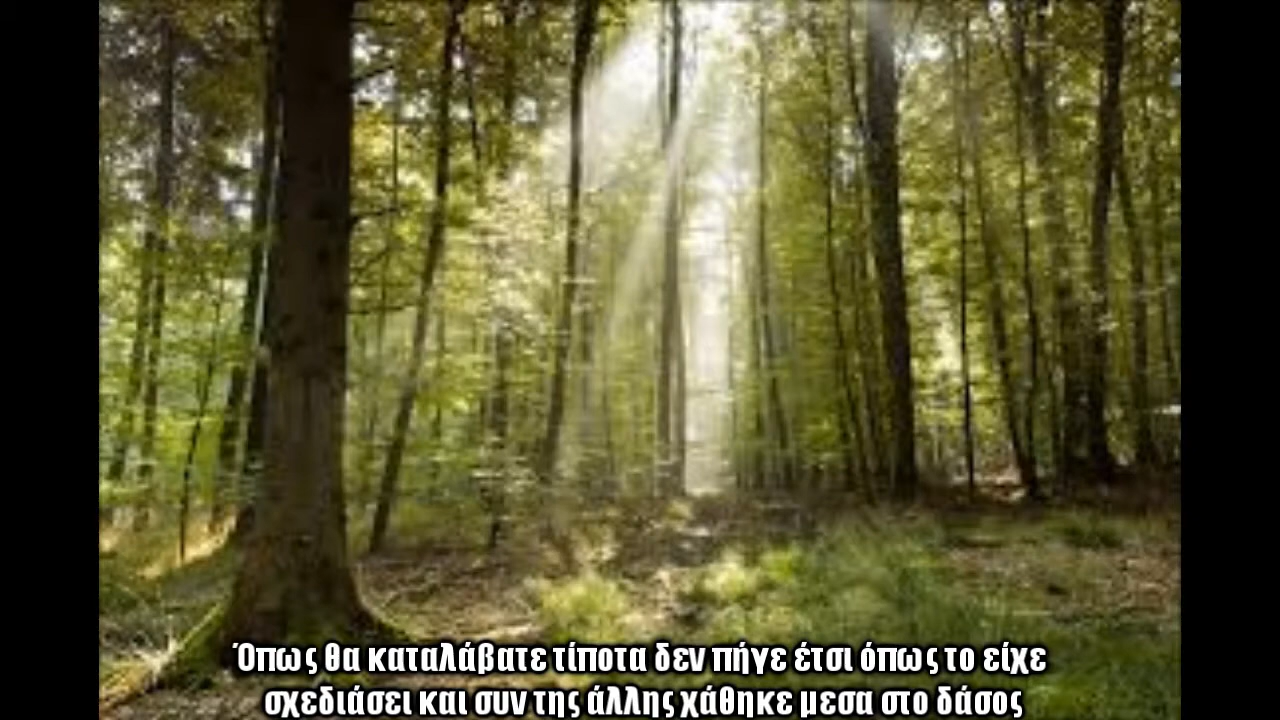 Όπως θα καταλάβατε τίποτα δεν πήγε έτσι όπως το είχε
σχεδιάσει και συν της άλλης χάθηκε μεσα στο δάσος